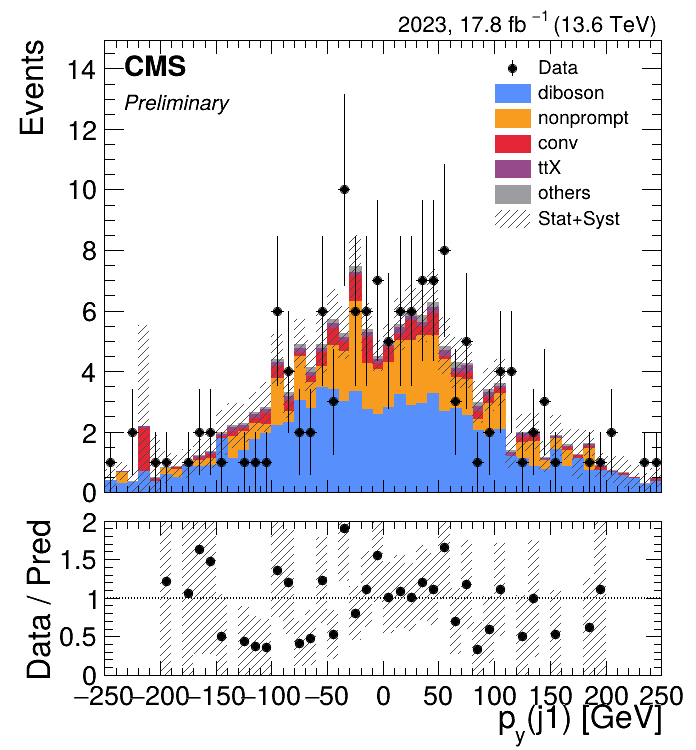 2023, 17.8 fb⁻¹ (13.6 TeV)
CMS
Preliminary
Events
14
12
10
8
6
4
2
0
Data
diboson
nonprompt
conv
ttX
others
Stat+Syst
Data / Pred
2
1.5
1
0.5
0
−250 −200 −150 −100 −50 0 50 100 150 200 250
p_y(j1) [GeV]